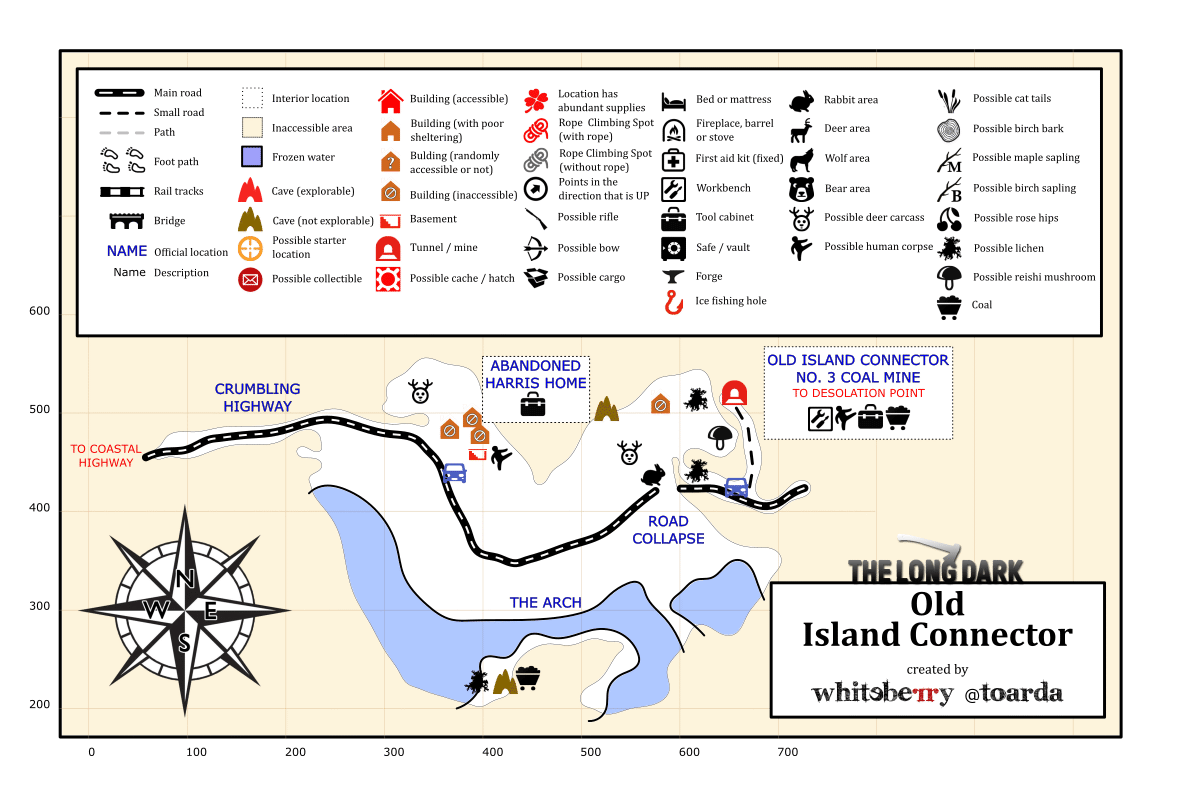 Main road
Small road
Path
Foot path
Rail tracks
Bridge
NAME Official location
Name Description
Interior location
Inaccessible area
Frozen water
Cave (explorable)
Cave (not explorable)
Possible starter
location
Possible collectible
Building (accessible)
Building (with poor
sheltering)
?
Bulding (randomly
accessible or not)
Building (inaccessible)
Basement
Tunnel / mine
Possible cache / hatch
Location has
abundant supplies
Rope Climbing Spot
(with rope)
Rope Climbing Spot
(without rope)
Points in the
direction that is UP
Possible rifle
Possible bow
Possible cargo
Bed or mattress
Fireplace, barrel
or stove
First aid kit (fixed)
Workbench
Tool cabinet
Safe / vault
Forge
Ice fishing hole
Rabbit area
Deer area
Wolf area
Bear area
Possible deer carcass
Possible human corpse
Possible cat tails
Possible birch bark
M Possible maple sapling
B Possible birch sapling
Possible rose hips
Possible lichen
Possible reishi mushroom
Coal
600
500
400
300
200
CRUMBLING
HIGHWAY
TO COASTAL
HIGHWAY
ABANDONED
HARRIS HOME
OLD ISLAND CONNECTOR
NO. 3 COAL MINE
TO DESOLATION POINT
ROAD
COLLAPSE
THE ARCH
N
W E
S
THE LONG DARK
Old
Island Connector
created by
whiteberry @toarda
0 100 200 300 400 500 600 700